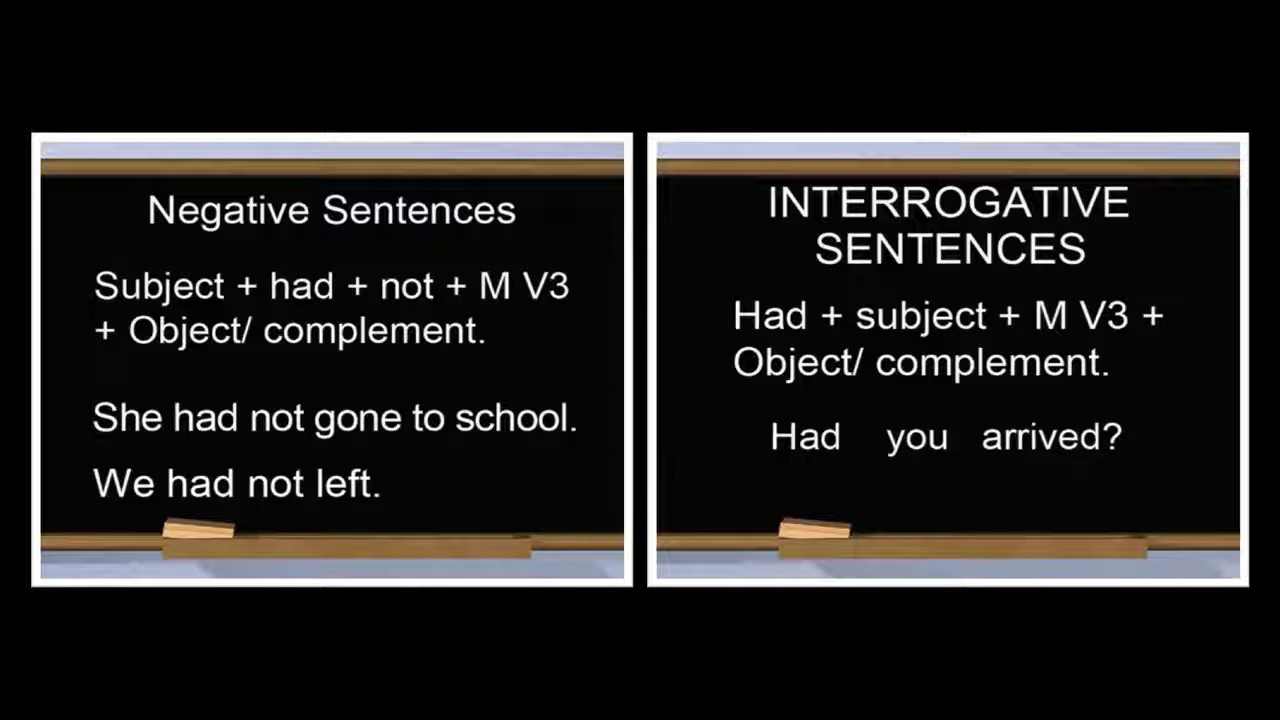 Negative Sentences
Subject + had + not + M V3
+ Object/ complement.
She had not gone to school.
We had not left.
INTERROGATIVE
SENTENCES
Had + subject + M V3 +
Object/ complement.
Had you arrived?